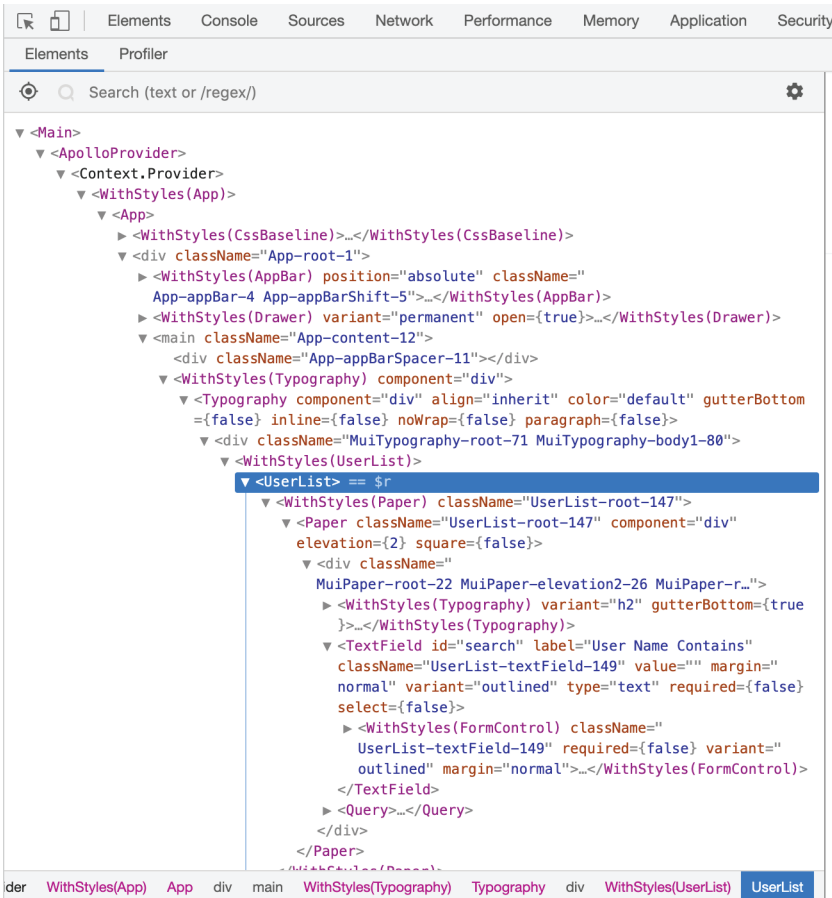 Elements Console Sources Network Performance Memory Application Security
Elements Profiler
Search (text or /regex/)
▼ <Main>
▼ <ApolloProvider>
▼ <Context.Provider>
▼ <WithStyles(App)>
▼ <App>
▶ <WithStyles(CssBaseline)>…</WithStyles(CssBaseline)>
▼ <div className="App-root-1">
▶ <WithStyles(AppBar) position="absolute" className="
App-appBar-4 App-appBarShift-5">…</WithStyles(AppBar)>
▶ <WithStyles(Drawer) variant="permanent" open={true}>…</WithStyles(Drawer)>
▼ <main className="App-content-12">
<div className="App-appBarSpacer-11"></div>
▼ <WithStyles(Typography) component="div">
▼ <Typography component="div" align="inherit" color="default" gutterBottom
={false} inline={false} noWrap={false} paragraph={false}>
▼ <div className="MuiTypography-root-71 MuiTypography-body1-80">
▼ <WithStyles(UserList)>
▼ <UserList> == $r
▼ <WithStyles(Paper) className="UserList-root-147">
▼ <Paper className="UserList-root-147" component="div"
elevation={2} square={false}>
▼ <div className="
MuiPaper-root-22 MuiPaper-elevation2-26 MuiPaper-r…">
▶ <WithStyles(Typography) variant="h2" gutterBottom={true
}>…</WithStyles(Typography)>
▼ <TextField id="search" label="User Name Contains"
className="UserList-textField-149" value="" margin="
normal" variant="outlined" type="text" required={false}
select={false}>
▶ <WithStyles(FormControl) className="
UserList-textField-149" required={false} variant="
outlined" margin="normal">…</WithStyles(FormControl)>
</TextField>
▶ <Query>…</Query>
</div>
</Paper>
</WithStyles(Paper)>
der WithStyles(App) App div main WithStyles(Typography) Typography div WithStyles(UserList) UserList